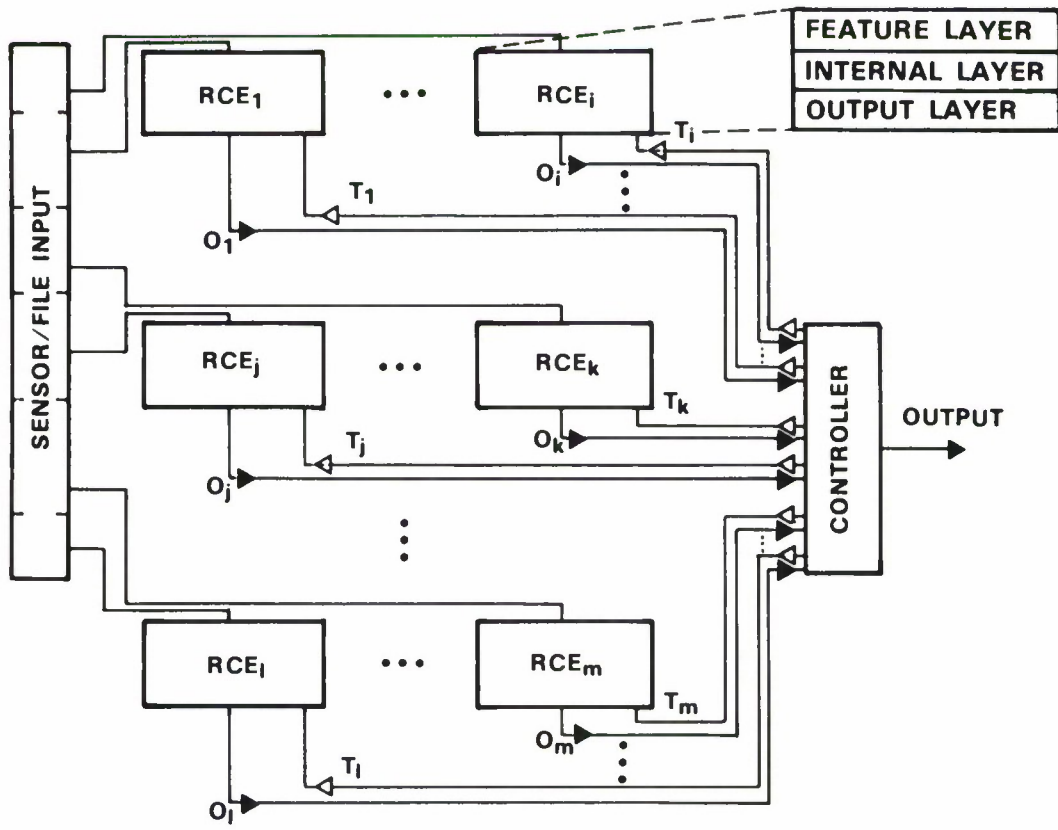 FEATURE LAYER
INTERNAL LAYER
OUTPUT LAYER
SENSOR/FILE INPUT
RCE1
•••
RCEi
Ti
Oi
T1
O1
RCEj
•••
RCEk
Tk
Ok
Tj
Oj
CONTROLLER
OUTPUT
RCEl
•••
RCEm
Tm
Om
Tl
Ol